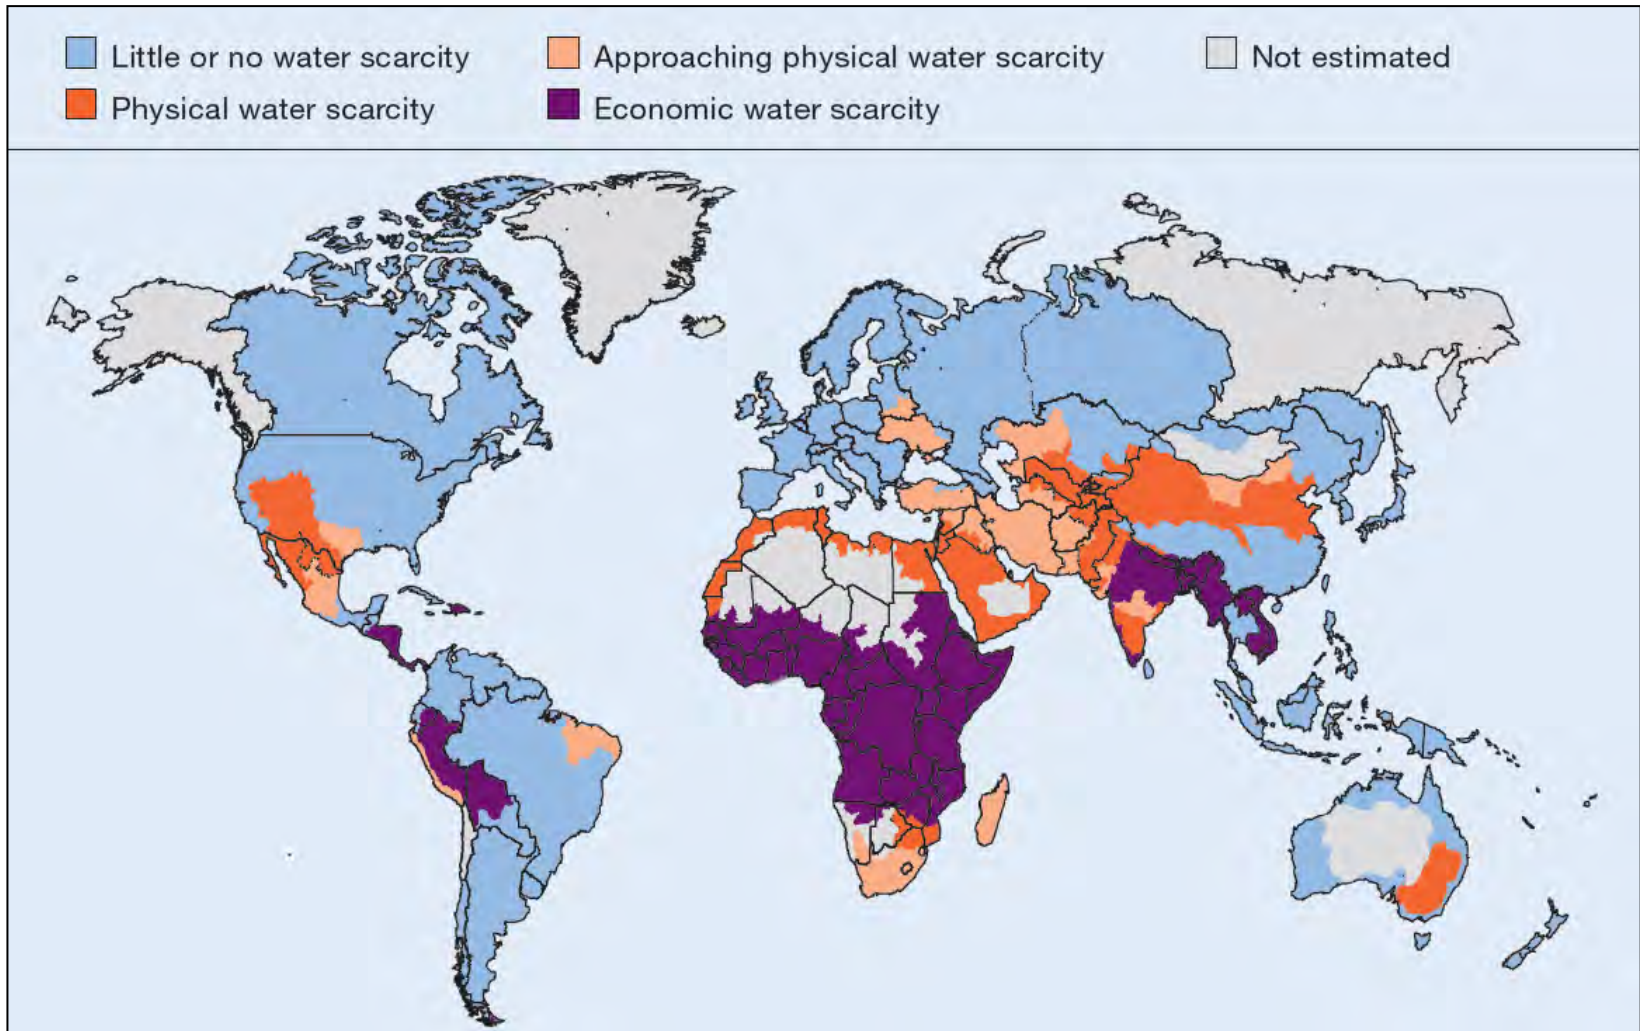 Little or no water scarcity
Approaching physical water scarcity
Not estimated
Physical water scarcity
Economic water scarcity